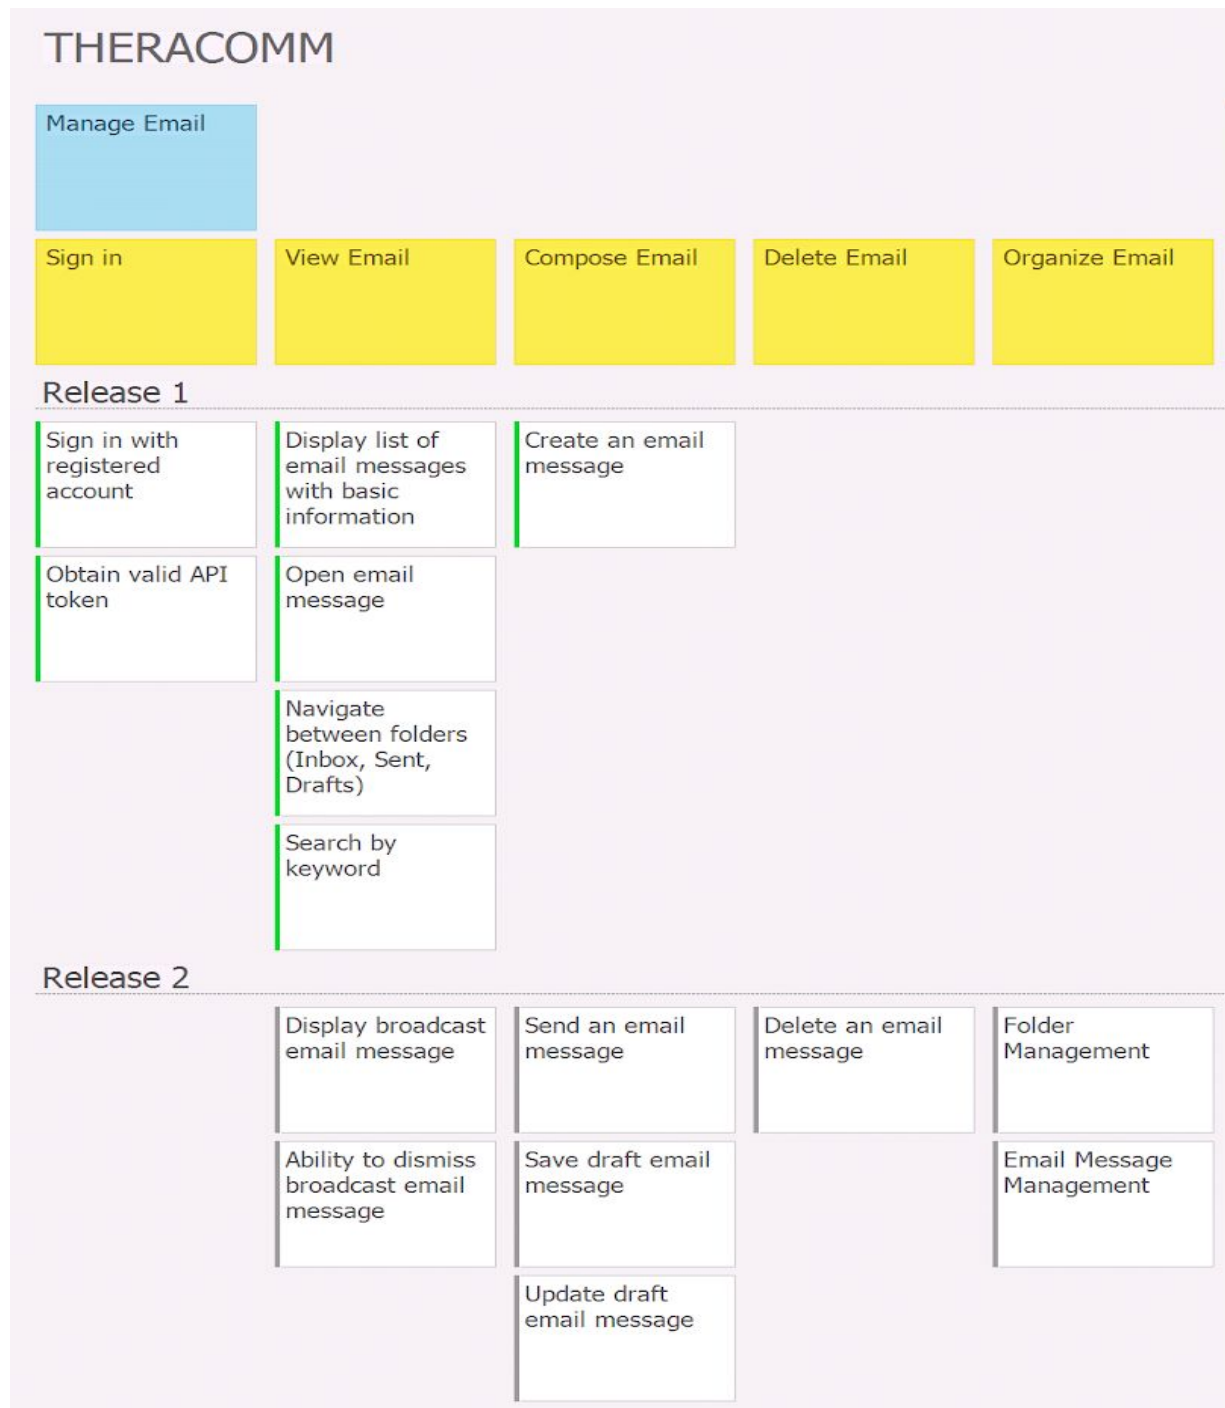 THERACOMM
Manage Email
Sign in
View Email
Compose Email
Delete Email
Organize Email
Release 1
Sign in with
registered
account
Display list of
email messages
with basic
information
Create an email
message
Obtain valid API
token
Open email
message
Navigate
between folders
(Inbox, Sent,
Drafts)
Search by
keyword
Release 2
Display broadcast
email message
Send an email
message
Delete an email
message
Folder
Management
Ability to dismiss
broadcast email
message
Save draft email
message
Email Message
Management
Update draft
email message